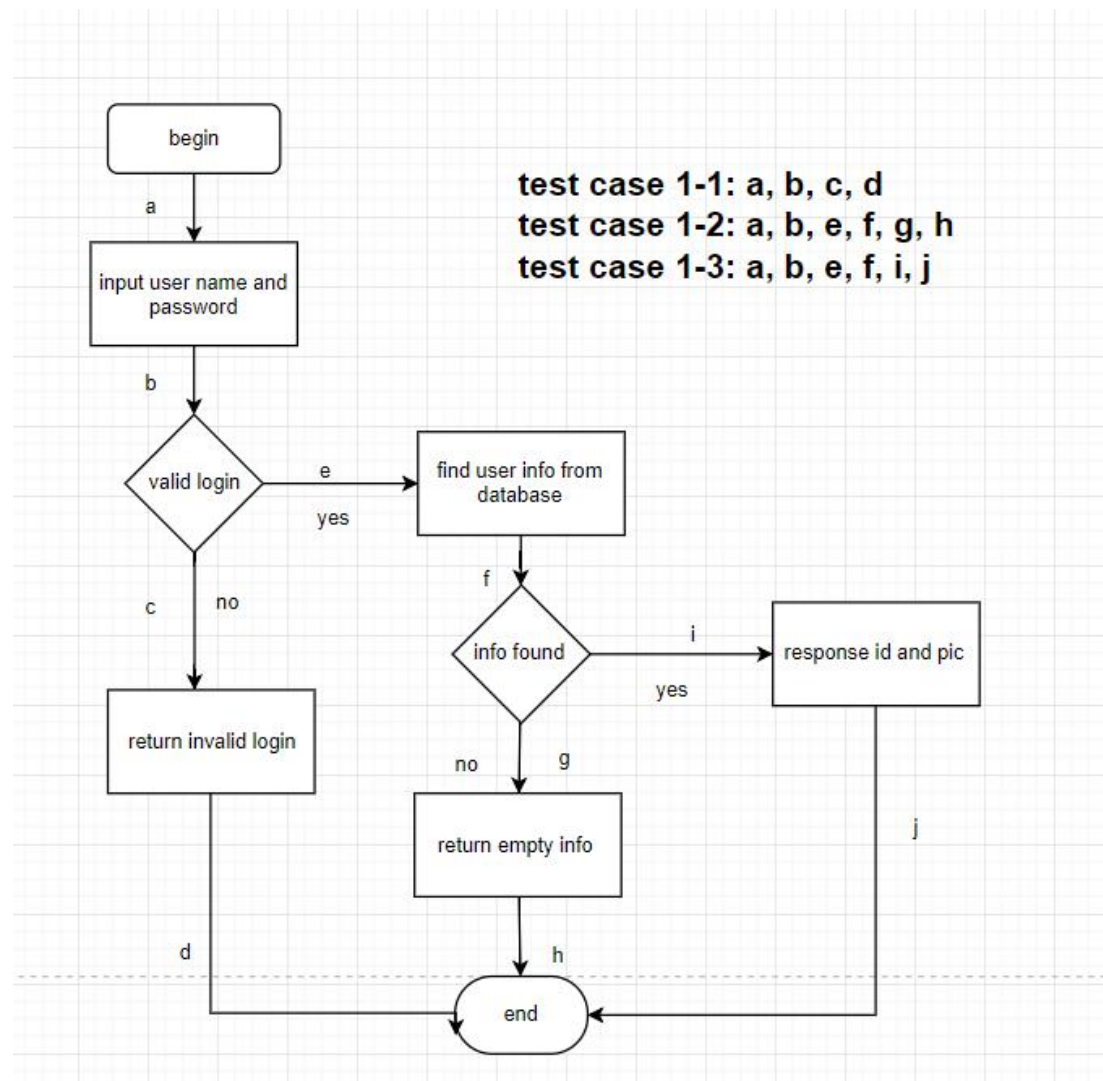 begin
test case 1-1: a, b, c, d
a
test case 1-2: a, b, e, f, g, h
test case 1-3: a, b, e, f, i, j
input user name and
password
b
valid login
e
yes
find user info from
database
c
no
f
info found
i
yes
response id and pic
return invalid login
no
g
return empty info
j
d
h
end